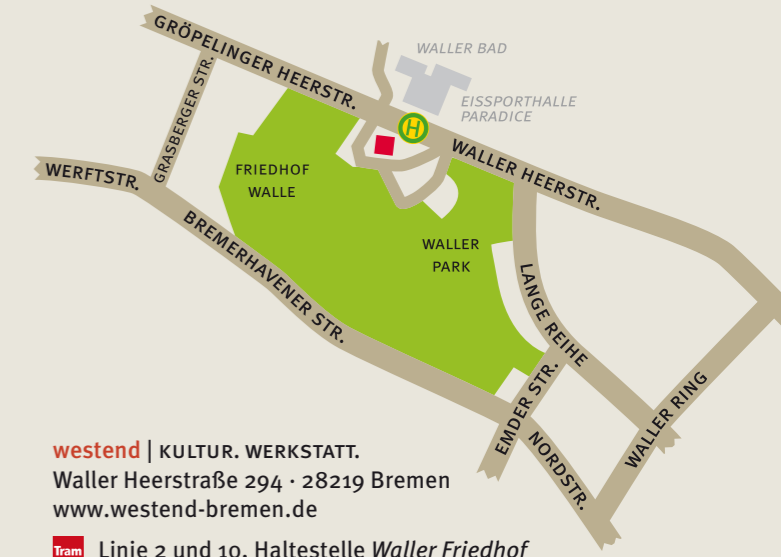 GRÖPELINGER HEERSTR.
WALLER BAD
EISSPORTHALLE
PARADICE
H
GRASBERGER STR.
WALLER HEERSTR.
WERFTSTR.
FRIEDHOF
WALLE
BREMERHAVENER STR.
WALLER
PARK
LANGE REIHE
EMDER STR.
WALLER RING
NORDSTR.
westend | KULTUR. WERKSTATT.
Waller Heerstraße 294 · 28219 Bremen
www.westend-bremen.de
Tram Linie 2 und 10, Haltestelle Waller Friedhof